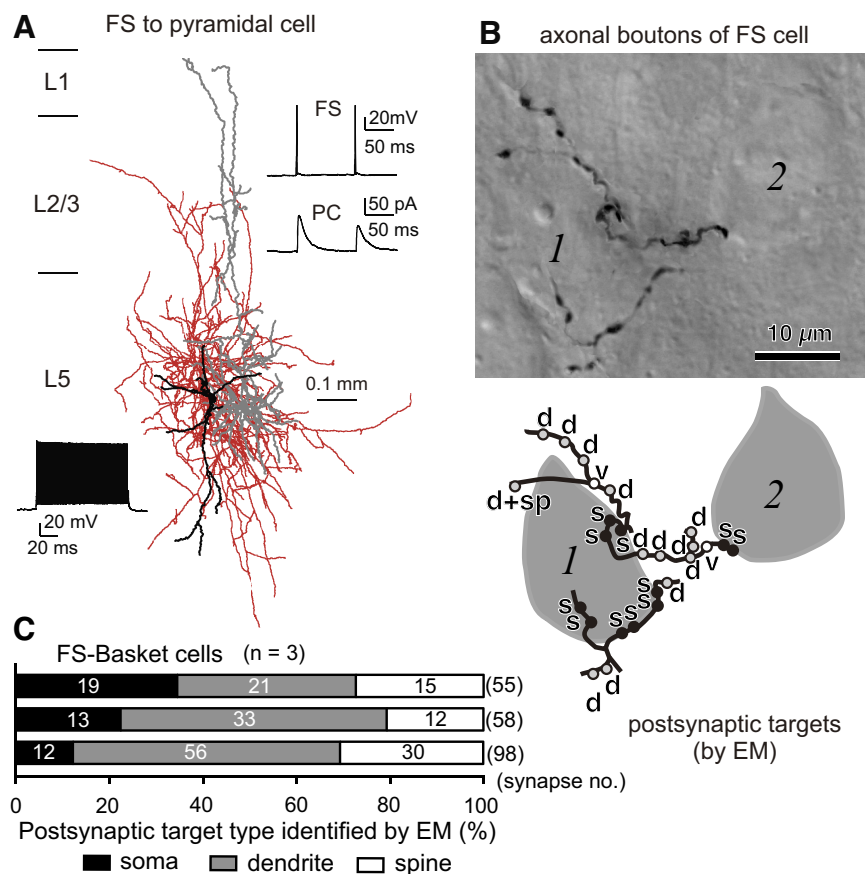 A
FS to pyramidal cell
L1
L2/3
L5
FS
20mV
50 ms
PC
50 pA
50 ms
0.1 mm
20 mV
20 ms
B
axonal boutons of FS cell
1
2
10 µm
d
d
d
v
d
d+sp
s
s
s
d
d
d
d
d
v
s
s
1
2
s
s
s
s
s
s
d
d
d
postsynaptic targets
(by EM)
C
FS-Basket cells (n = 3)
19 21 15 (55)
13 33 12 (58)
12 56 30 (98)
(synapse no.)
0 20 40 60 80 100
Postsynaptic target type identified by EM (%)
soma dendrite spine